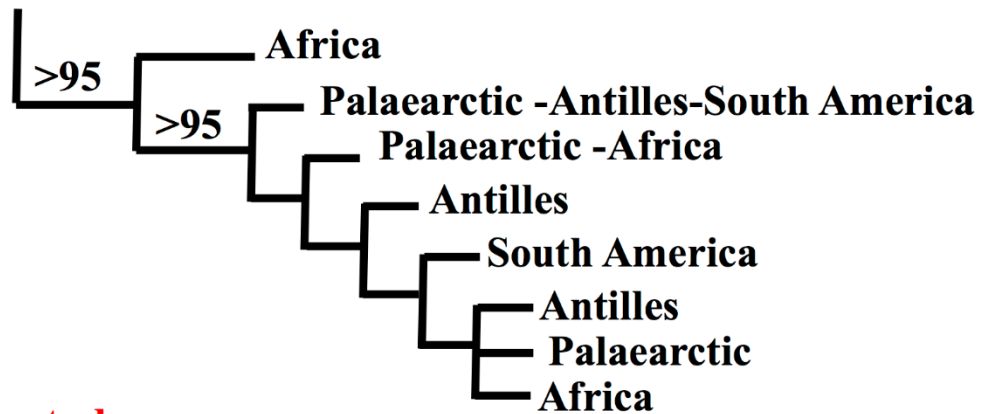 Africa
>95
Palaearctic -Antilles-South America
>95
Palaearctic -Africa
Antilles
South America
Antilles
Palaearctic
Africa